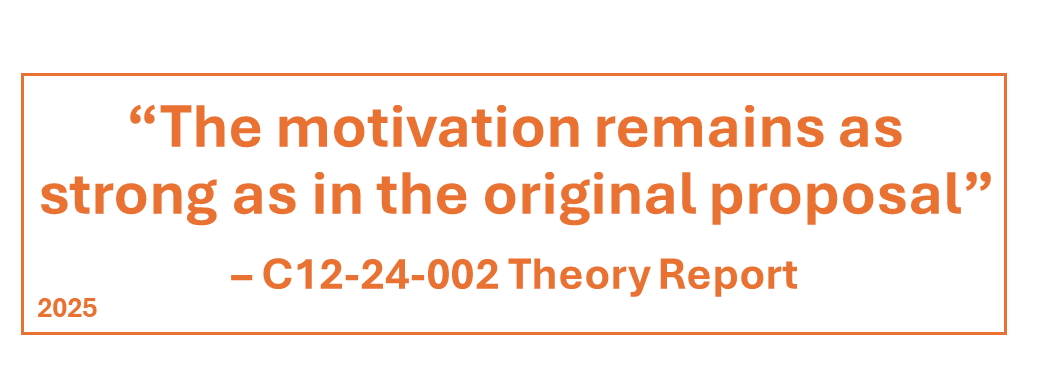 “The motivation remains as
strong as in the original proposal”
– C12-24-002 Theory Report
2025